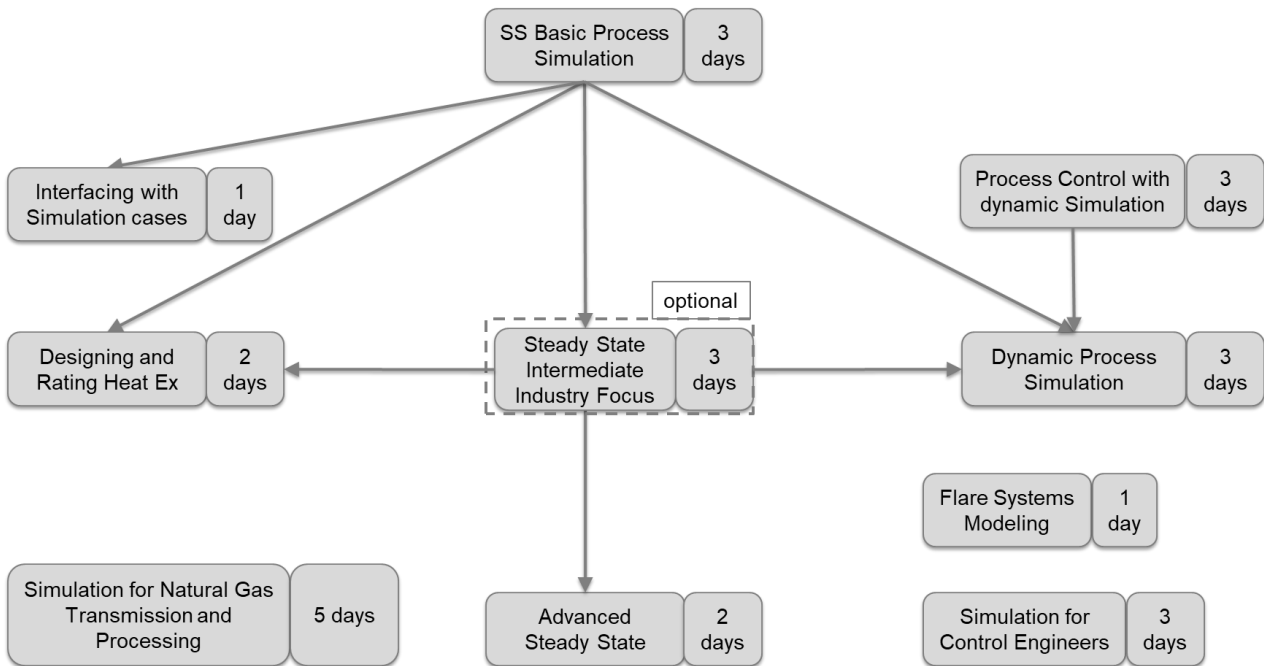 SS Basic Process
Simulation
3
days
Interfacing with
Simulation cases
1
day
Process Control with
dynamic Simulation
3
days
optional
Designing and
Rating Heat Ex
2
days
Steady State
Intermediate
Industry Focus
3
days
Dynamic Process
Simulation
3
days
Flare Systems
Modeling
1
day
Simulation for Natural Gas
Transmission and
Processing
5 days
Advanced
Steady State
2
days
Simulation for
Control Engineers
3
days